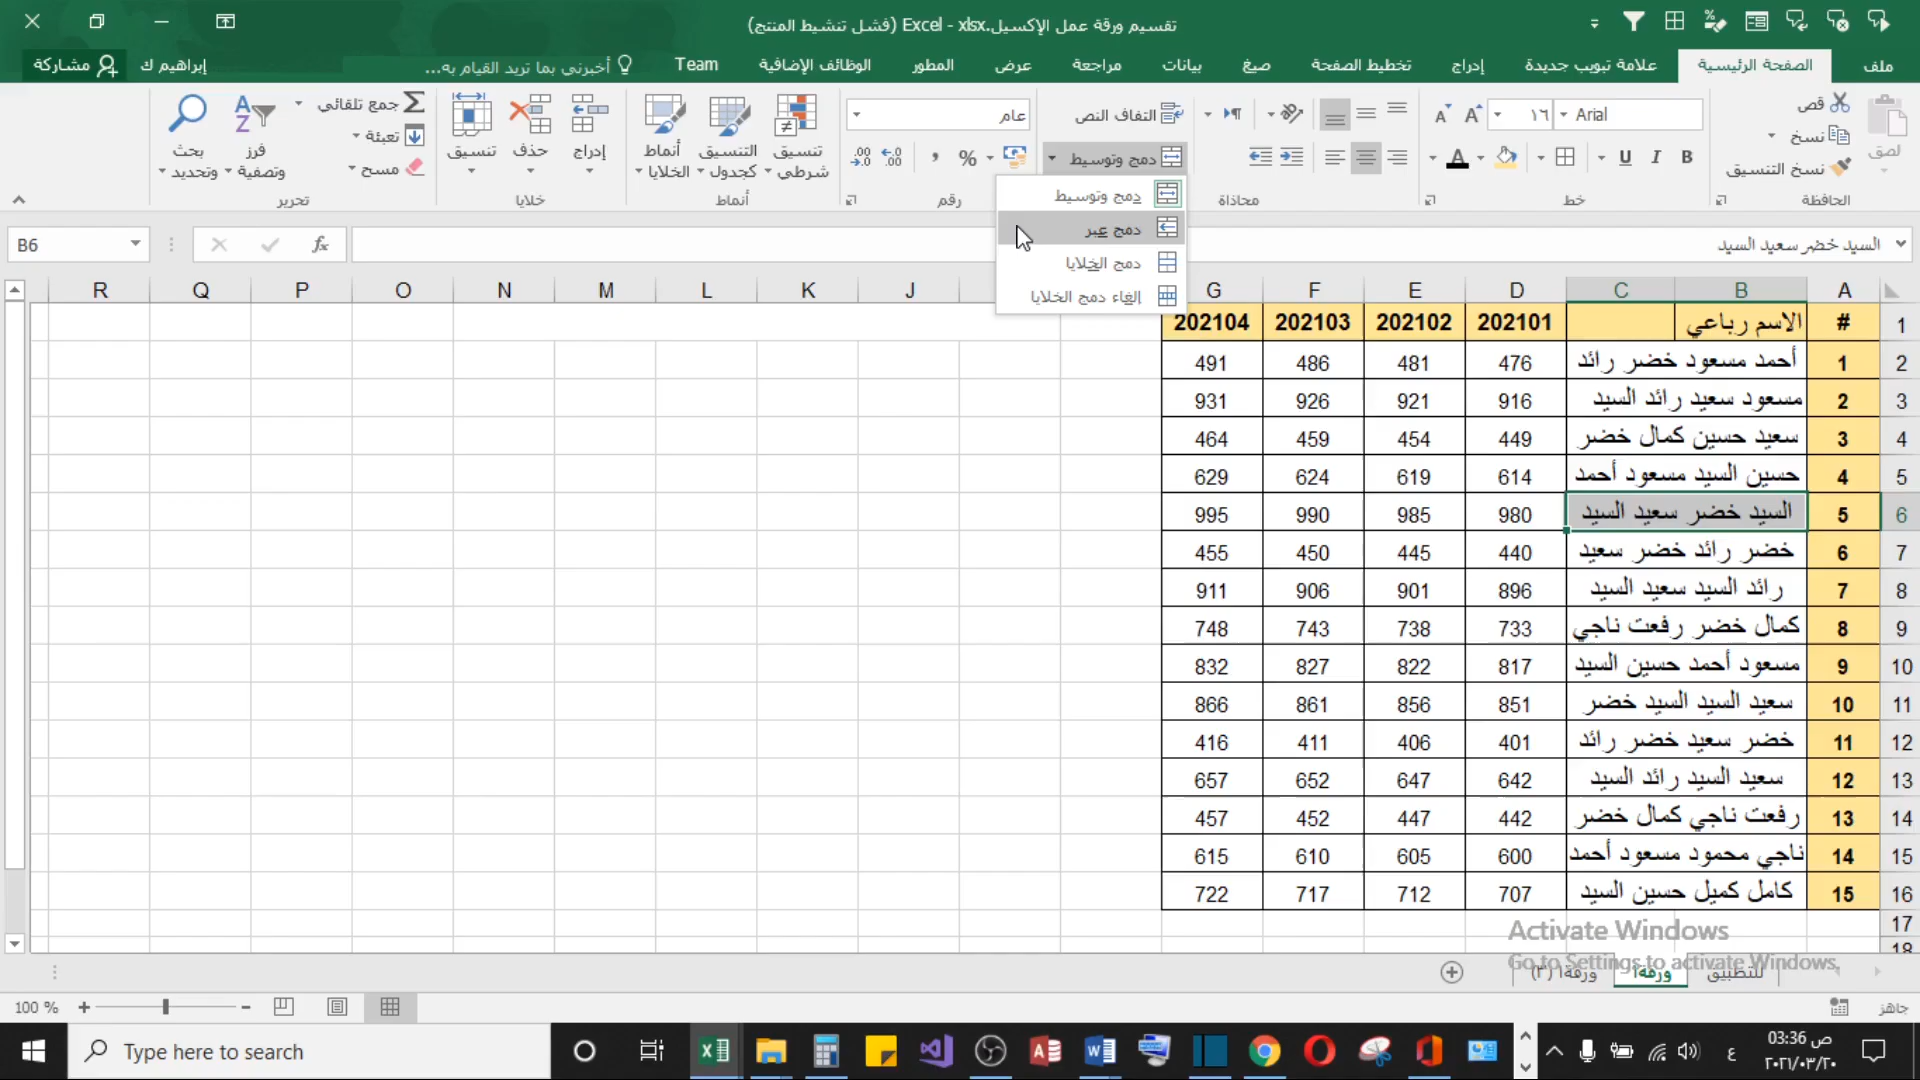 تقسيم ورقة عمل الإكسيل.xlsx - Excel (فشل تنشيط المنتج)
ملف
الصفحة الرئيسية
علامة تبويب جديدة
إدراج
تخطيط الصفحة
صيغ
بيانات
مراجعة
عرض
المطور
الوظائف الإضافية
Team
أخبرني بما تريد القيام به...
إبراهيم ك
مشاركة
لصق
قص
نسخ
نسخ التنسيق
الحافظة
Arial
١٦
B I U
خط
التفاف النص
دمج وتوسيط
محاذاة
عام
%
رقم
تنسيق شرطي
التنسيق كجدول
أنماط الخلايا
أنماط
إدراج
حذف
تنسيق
خلايا
جمع تلقائي
تعبئة
مسح
فرز وتصفية
بحث وتحديد
تحرير
دمج وتوسيط
دمج عبر
دمج الخلايا
إلغاء دمج الخلايا
B6
fx
السيد خضر سعيد السيد
A B C D E F G J K L M N O P Q R
1 # الاسم رباعي 202101 202102 202103 202104
2 1 أحمد مسعود خضر رائد 476 481 486 491
3 2 مسعود سعيد رائد السيد 916 921 926 931
4 3 سعيد حسين كمال خضر 449 454 459 464
5 4 حسين السيد مسعود أحمد 614 619 624 629
6 5 السيد خضر سعيد السيد 980 985 990 995
7 6 خضر رائد خضر سعيد 440 445 450 455
8 7 رائد السيد سعيد السيد 896 901 906 911
9 8 كمال خضر رفعت ناجي 733 738 743 748
10 9 مسعود أحمد حسين السيد 817 822 827 832
11 10 سعيد السيد السيد خضر 851 856 861 866
12 11 خضر سعيد خضر رائد 401 406 411 416
13 12 سعيد السيد رائد السيد 642 647 652 657
14 13 رفعت ناجي كمال خضر 442 447 452 457
15 14 ناجي محمود مسعود أحمد 600 605 610 615
16 15 كامل كميل حسين السيد 707 712 717 722
17
18
Activate Windows
Go to Settings to activate Windows.
للتطبيق
ورقة١
ورقة١ (٣)
جاهز
100 %
Type here to search
ع
03:36 ص
٢٠٢١/٠٣/٢٠